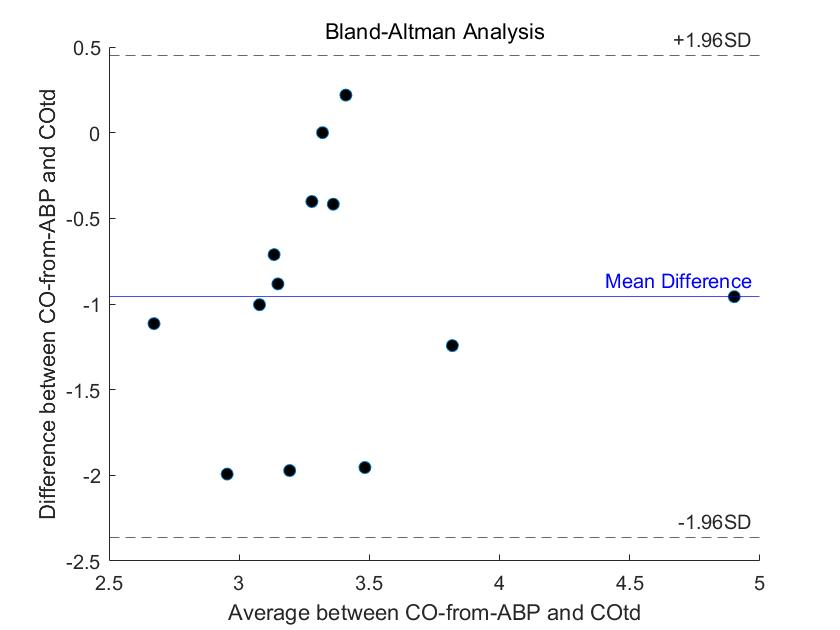 Bland-Altman Analysis
+1.96SD
0.5
0
-0.5
-1
-1.5
-2
-2.5
Difference between CO-from-ABP and COtd
Mean Difference
-1.96SD
2.5 3 3.5 4 4.5 5
Average between CO-from-ABP and COtd